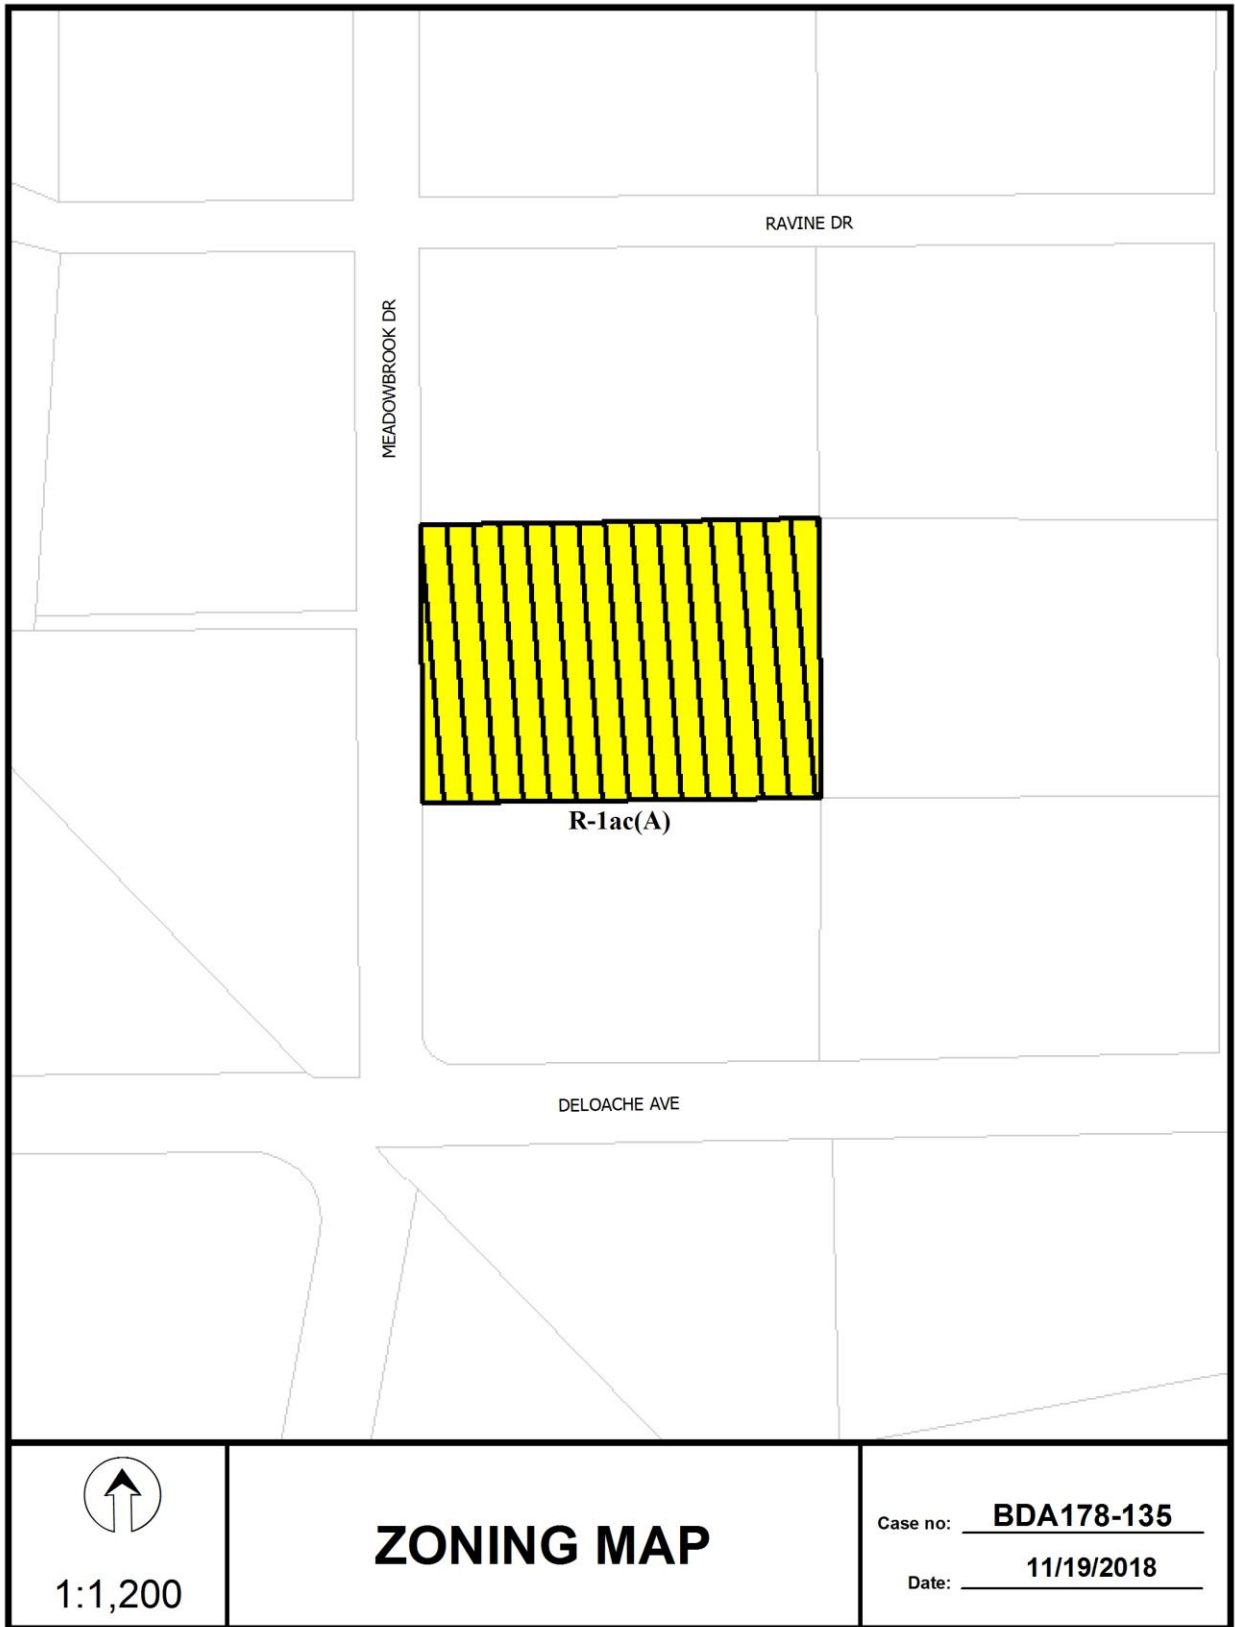 RAVINE DR
MEADOWBROOK DR
R-1ac(A)
DELOACHE AVE
1:1,200
ZONING MAP
Case no: BDA178-135
Date: 11/19/2018